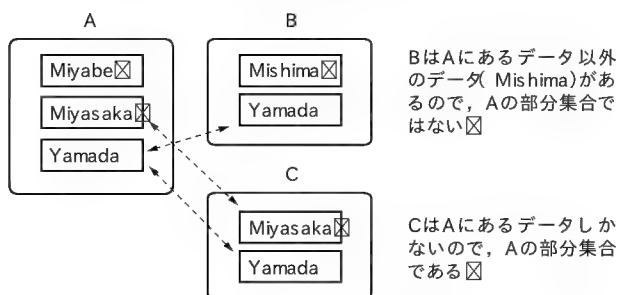 A
B
Miyabe
Miyasaka
Yamada
Mishima
Yamada
BはAにあるデータ以外
のデータ( Mishima)があ
るので，Aの部分集合で
はない
C
Miyasaka
Yamada
CはAにあるデータしか
ないので，Aの部分集合
である